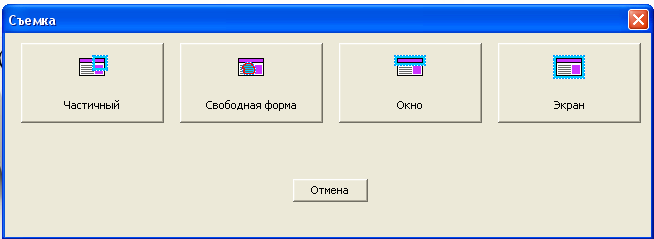 Съемка
Частичный
Свободная форма
Окно
Экран
Отмена